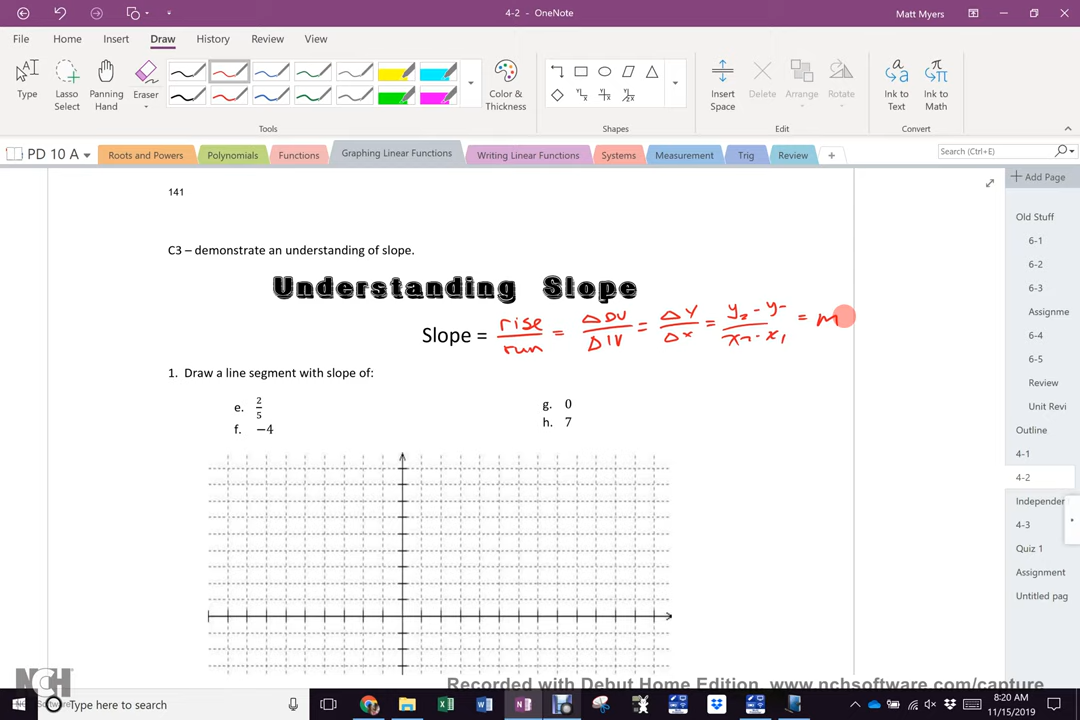 4-2 - OneNote
Matt Myers
File Home Insert Draw History Review View
Type
Lasso Select
Panning Hand
Eraser
Color & Thickness
Insert Space
Delete
Arrange
Rotate
Ink to Text
Ink to Math
Tools Shapes Edit Convert
PD 10 A Roots and Powers Polynomials Functions Graphing Linear Functions Writing Linear Functions Systems Measurement Trig Review + Search (Ctrl+E)
Add Page
Old Stuff
6-1
6-2
6-3
Assignme
6-4
6-5
Review
Unit Revi
Outline
4-1
4-2
Independer
4-3
Quiz 1
Assignment
Untitled pag
141
C3 – demonstrate an understanding of slope.
Understanding Slope
Slope = rise/run = ΔDV/ΔIV = Δy/Δx = y₂-y₁/x₂-x₁ = m
1. Draw a line segment with slope of:
e. 2/5
f. −4
g. 0
h. 7
NCH Software
Recorded with Debut Home Edition. www.nchsoftware.com/capture
Type here to search
8:20 AM
11/15/2019